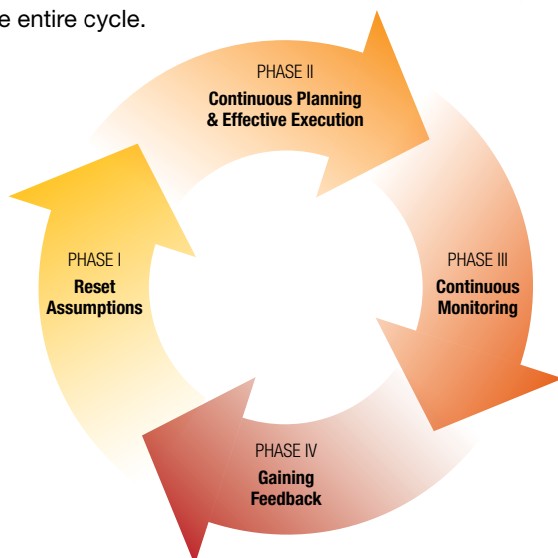 e entire cycle.
PHASE II
Continuous Planning
& Effective Execution
PHASE I
Reset
Assumptions
PHASE III
Continuous
Monitoring
PHASE IV
Gaining
Feedback